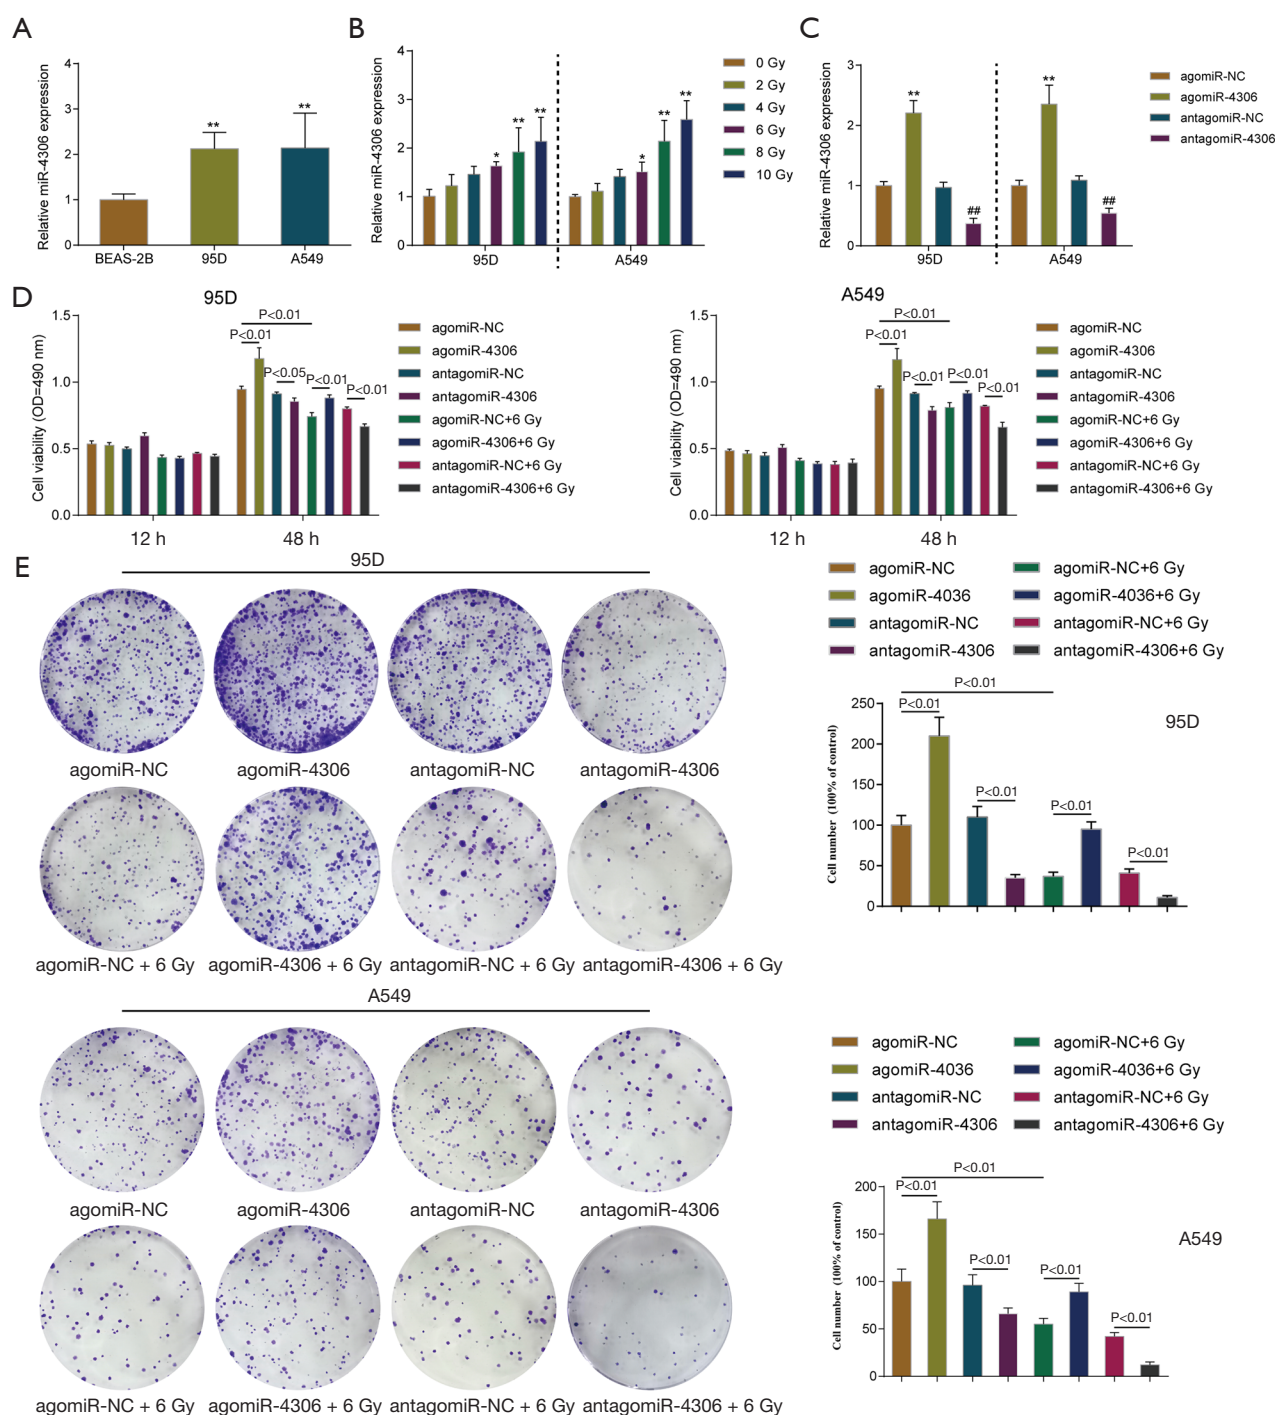 A
Relative miR-4306 expression
4
3
2
1
0
**
**
BEAS-2B
95D
A549
B
Relative miR-4306 expression
4
3
2
1
0
*
**
**
*
**
**
95D
A549
0 Gy
2 Gy
4 Gy
6 Gy
8 Gy
10 Gy
C
Relative miR-4306 expression
3
2
1
0
**
##
**
##
95D
A549
agomiR-NC
agomiR-4306
antagomiR-NC
antagomiR-4306
D
95D
Cell viability (OD=490 nm)
1.5
1.0
0.5
0.0
P<0.01
P<0.01
P<0.05
P<0.01
P<0.01
12 h
48 h
agomiR-NC
agomiR-4306
antagomiR-NC
antagomiR-4306
agomiR-NC+6 Gy
agomiR-4306+6 Gy
antagomiR-NC+6 Gy
antagomiR-4306+6 Gy
A549
Cell viability (OD=490 nm)
1.5
1.0
0.5
0.0
P<0.01
P<0.01
P<0.01
P<0.01
P<0.01
12 h
48 h
agomiR-NC
agomiR-4306
antagomiR-NC
antagomiR-4306
agomiR-NC+6 Gy
agomiR-4306+6 Gy
antagomiR-NC+6 Gy
antagomiR-4306+6 Gy
E
95D
agomiR-NC
agomiR-4306
antagomiR-NC
antagomiR-4306
agomiR-NC + 6 Gy
agomiR-4306 + 6 Gy
antagomiR-NC + 6 Gy
antagomiR-4306 + 6 Gy
agomiR-NC
agomiR-4036
antagomiR-NC
antagomiR-4306
agomiR-NC+6 Gy
agomiR-4036+6 Gy
antagomiR-NC+6 Gy
antagomiR-4306+6 Gy
95D
Cell number (100% of control)
250
200
150
100
50
0
P<0.01
P<0.01
P<0.01
P<0.01
P<0.01
A549
agomiR-NC
agomiR-4306
antagomiR-NC
antagomiR-4306
agomiR-NC + 6 Gy
agomiR-4306 + 6 Gy
antagomiR-NC + 6 Gy
antagomiR-4306 + 6 Gy
agomiR-NC
agomiR-4036
antagomiR-NC
antagomiR-4306
agomiR-NC+6 Gy
agomiR-4036+6 Gy
antagomiR-NC+6 Gy
antagomiR-4306+6 Gy
A549
Cell number (100% of control)
200
150
100
50
0
P<0.01
P<0.01
P<0.01
P<0.01
P<0.01